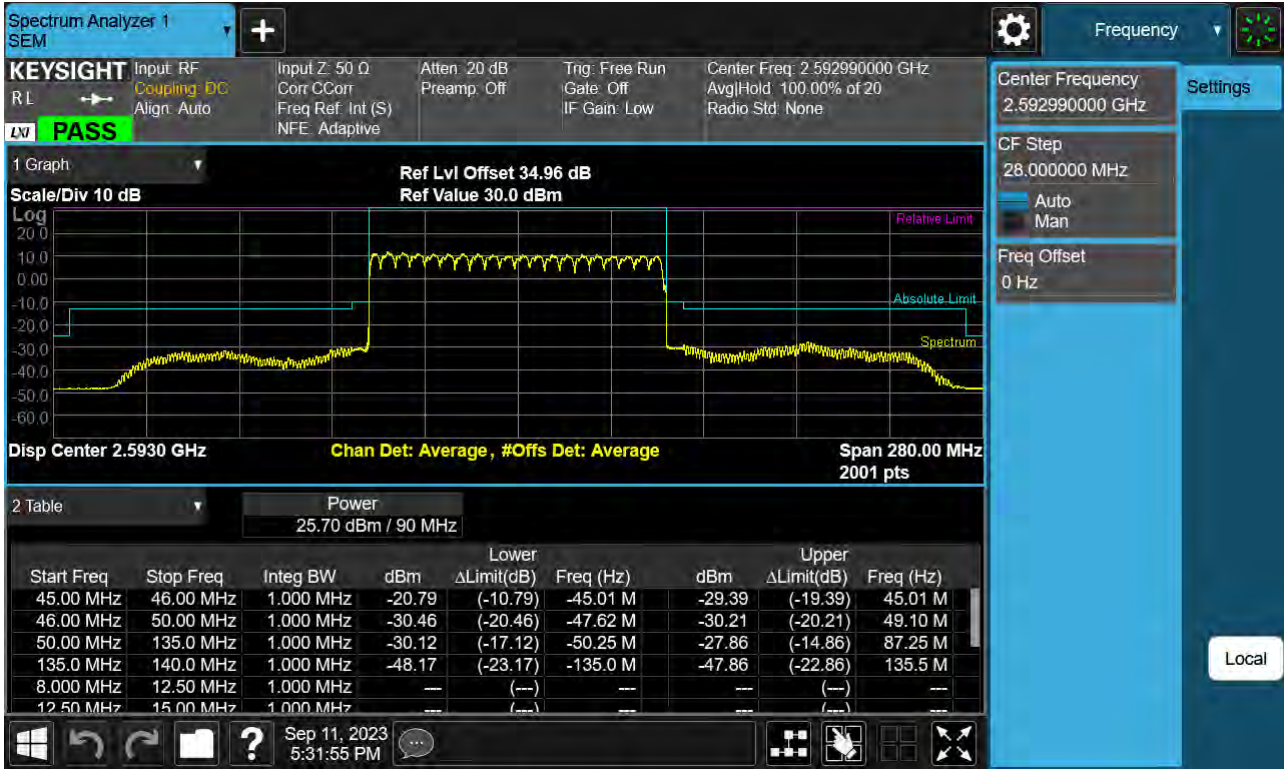 Spectrum Analyzer 1
SEM
Frequency
KEYSIGHT
R L
LXI
PASS
Input: RF
Coupling: DC
Align: Auto
Input Z: 50 Ω
Corr CCorr
Freq Ref: Int (S)
NFE: Adaptive
Atten: 20 dB
Preamp: Off
Trig: Free Run
Gate: Off
IF Gain: Low
Center Freq: 2.592990000 GHz
Avg|Hold: 100.00% of 20
Radio Std: None
Center Frequency
2.592990000 GHz
Settings
CF Step
28.000000 MHz
Auto
Man
Freq Offset
0 Hz
Local
1 Graph
Scale/Div 10 dB
Ref Lvl Offset 34.96 dB
Ref Value 30.0 dBm
Log
20.0
10.0
0.00
-10.0
-20.0
-30.0
-40.0
-50.0
-60.0
Relative Limit
Absolute Limit
Spectrum
Disp Center 2.5930 GHz
Chan Det: Average , #Offs Det: Average
Span 280.00 MHz
2001 pts
2 Table
Power
25.70 dBm / 90 MHz
Lower Upper
Start Freq Stop Freq Integ BW dBm ΔLimit(dB) Freq (Hz) dBm ΔLimit(dB) Freq (Hz)
45.00 MHz 46.00 MHz 1.000 MHz -20.79 (-10.79) -45.01 M -29.39 (-19.39) 45.01 M
46.00 MHz 50.00 MHz 1.000 MHz -30.46 (-20.46) -47.62 M -30.21 (-20.21) 49.10 M
50.00 MHz 135.0 MHz 1.000 MHz -30.12 (-17.12) -50.25 M -27.86 (-14.86) 87.25 M
135.0 MHz 140.0 MHz 1.000 MHz -48.17 (-23.17) -135.0 M -47.86 (-22.86) 135.5 M
8.000 MHz 12.50 MHz 1.000 MHz --- (---) --- --- (---) ---
12.50 MHz 15.00 MHz 1.000 MHz --- (---) --- --- (---) ---
?
Sep 11, 2023
5:31:55 PM